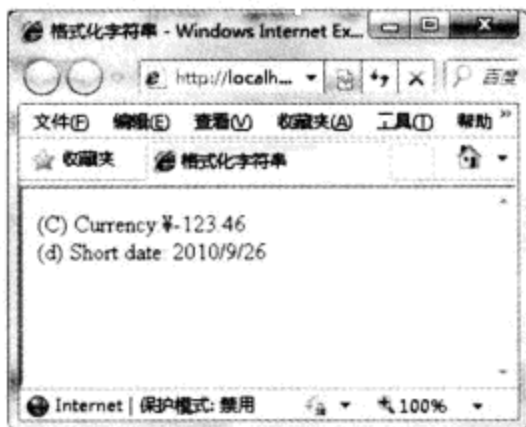 格式化字符串 - Windows Internet Ex...
http://localh... 百度
文件(F) 编辑(E) 查看(V) 收藏夹(A) 工具(T) 帮助 »
收藏夹 格式化字符串
(C) Currency:¥-123.46
(d) Short date: 2010/9/26
Internet | 保护模式: 禁用 100%